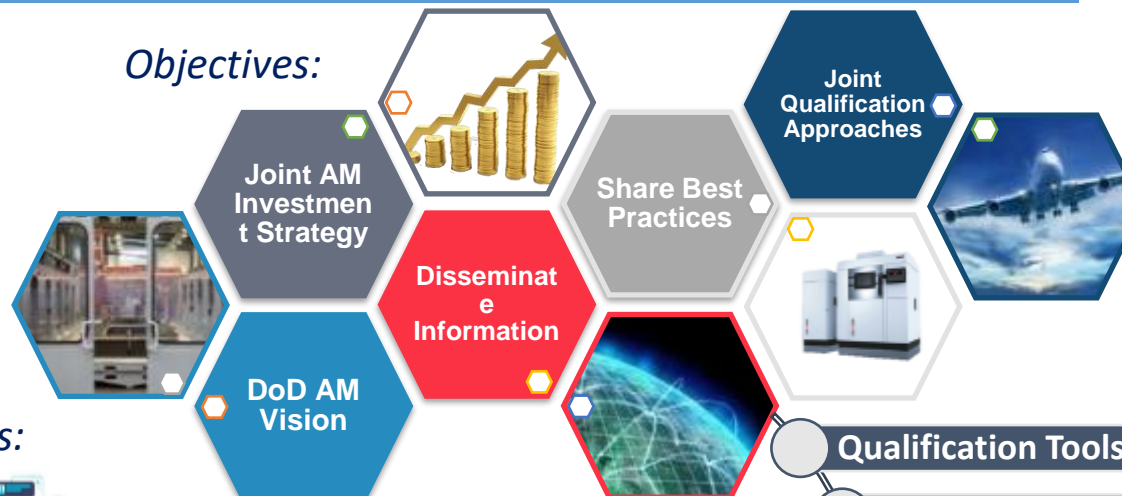 Objectives:
Joint
Qualification
Approaches
Joint AM
Investmen
t Strategy
Share Best
Practices
Disseminat
e
Information
DoD AM
Vision
s:
Qualification Tools